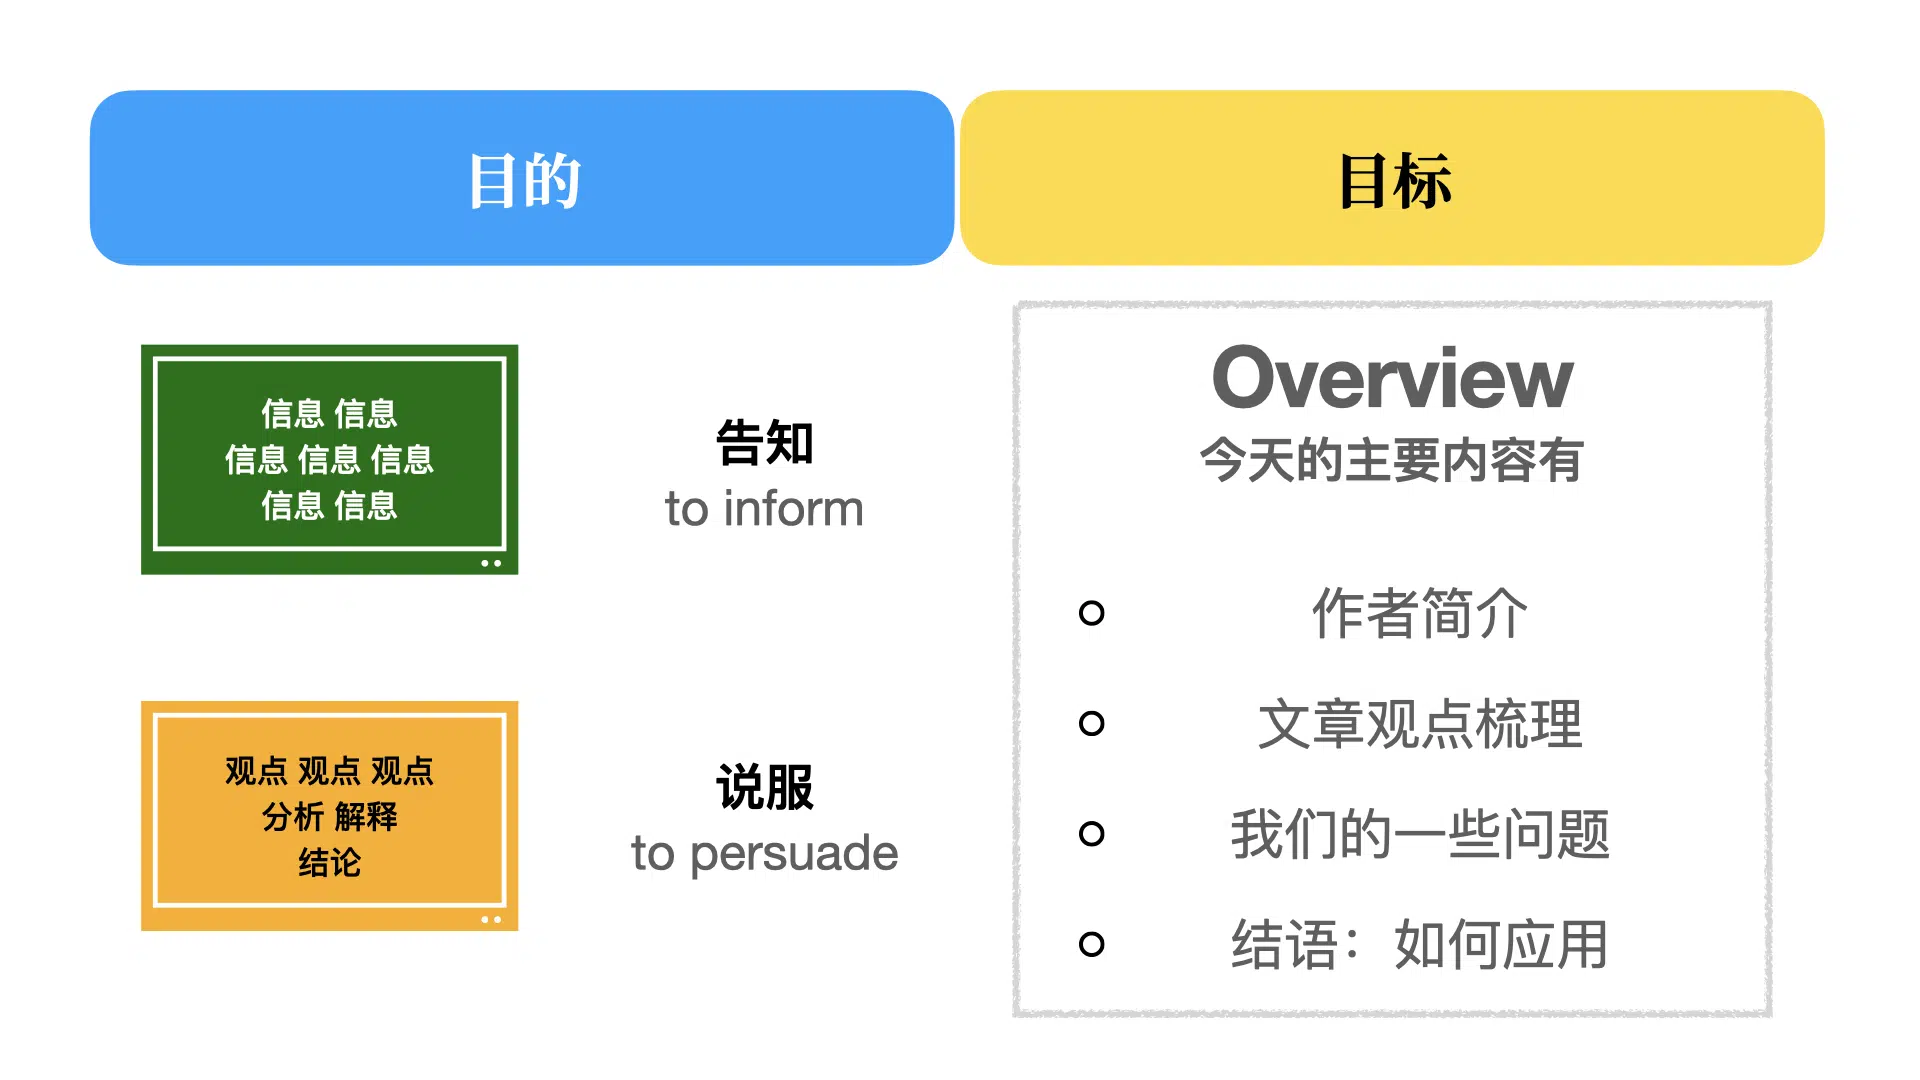 目的
信息 信息
信息 信息 信息
信息 信息
告知
to inform
观点 观点 观点
分析 解释
结论
说服
to persuade
目标
Overview
今天的主要内容有
作者简介
文章观点梳理
我们的一些问题
结语：如何应用